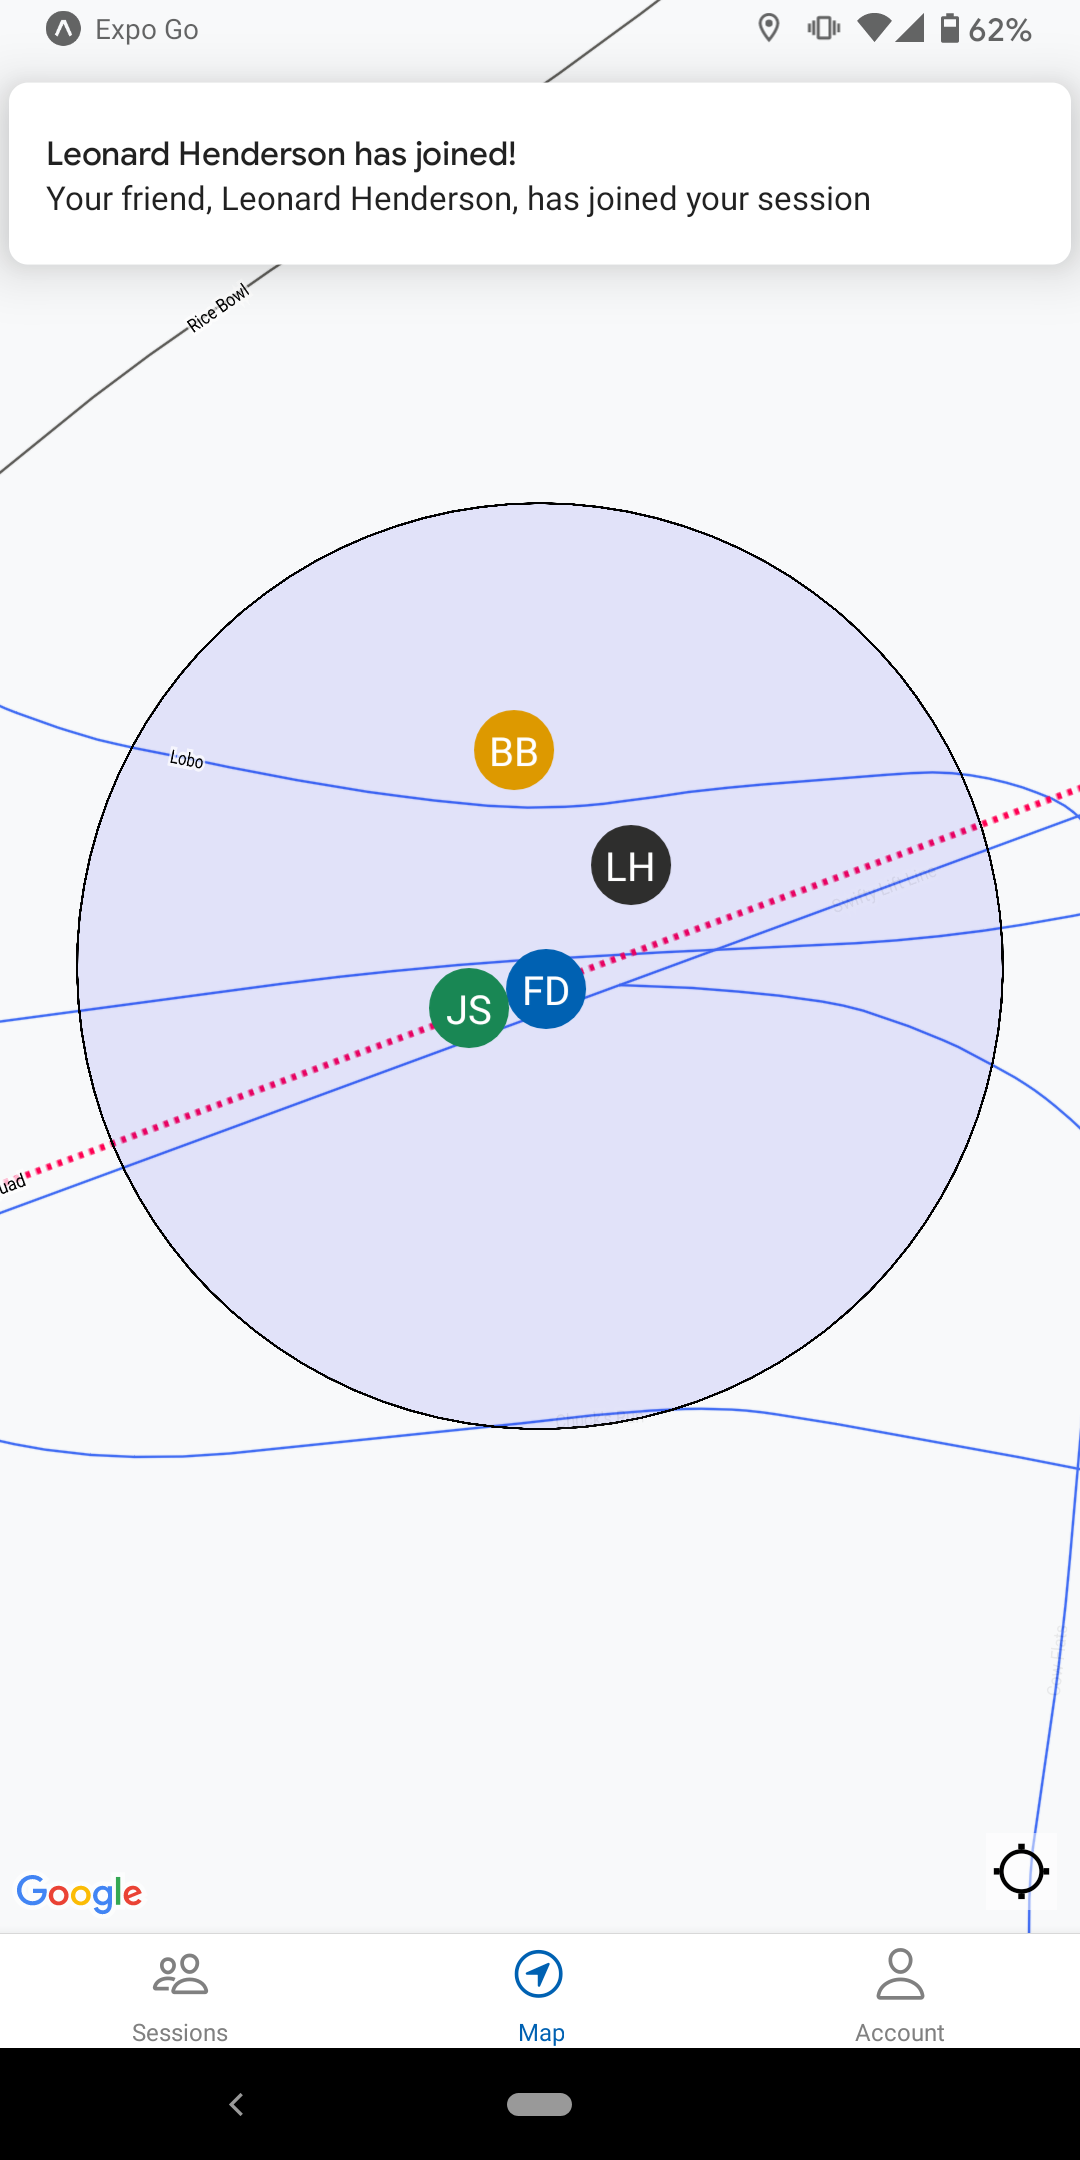 Expo Go
62%
Leonard Henderson has joined!
Your friend, Leonard Henderson, has joined your session
Rice Bowl
Lobo
BB
LH
FD
JS
Google
Sessions
Map
Account